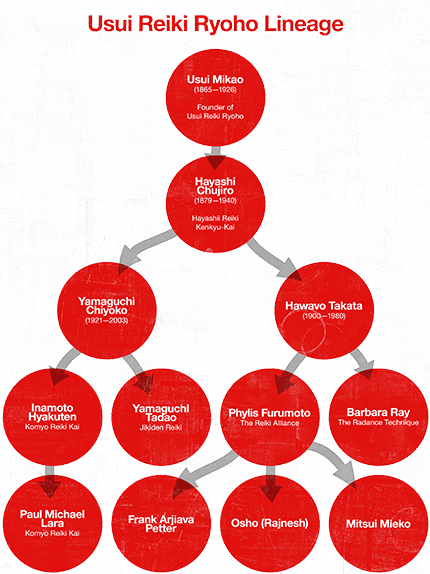 Usui Reiki Ryoho Lineage
Usui Mikao
(1865—1926)
Founder of
Usui Reiki Ryoho
Hayashi
Chujiro
(1879—1940)
Hayashii Reiki
Kenkyu-Kai
Yamaguchi
Chiyoko
(1921—2003)
Hawavo Takata
(1900—1980)
Inamoto
Hyakuten
Komyo Reiki Kai
Yamaguchi
Tadao
Jikiden Reiki
Phylis Furumoto
The Reiki Alliance
Barbara Ray
The Radance Technique
Paul Michael
Lara
Komyo Reiki Kai
Frank Arjiava
Petter
Osho (Rajnesh)
Mitsui Mieko